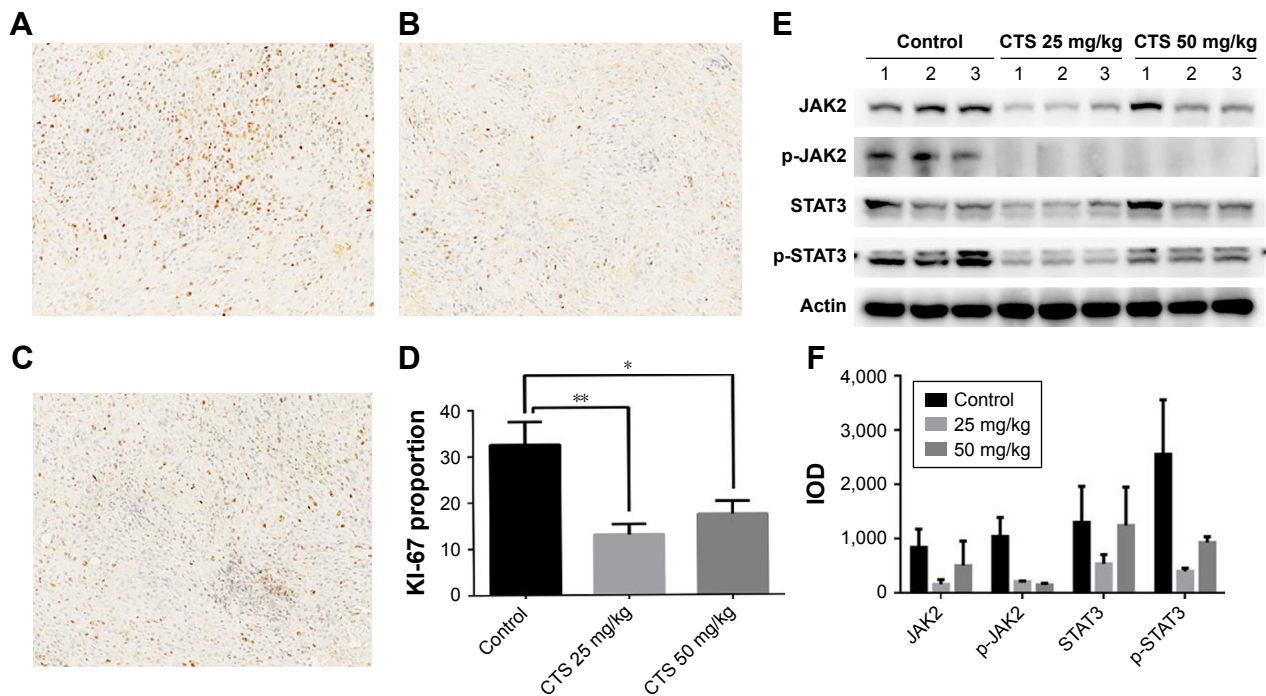 A
B
C
D
KI-67 proportion
40
30
20
10
0
**
*
Control
CTS 25 mg/kg
CTS 50 mg/kg
E
Control CTS 25 mg/kg CTS 50 mg/kg
1 2 3 1 2 3 1 2 3
JAK2
p-JAK2
STAT3
p-STAT3
Actin
F
IOD
4,000
3,000
2,000
1,000
0
Control
25 mg/kg
50 mg/kg
JAK2
p-JAK2
STAT3
p-STAT3